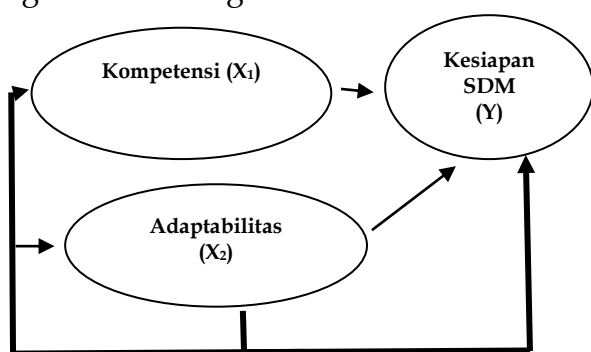 Kompetensi (X₁)
Kesiapan
SDM
(Y)
Adaptabilitas
(X₂)